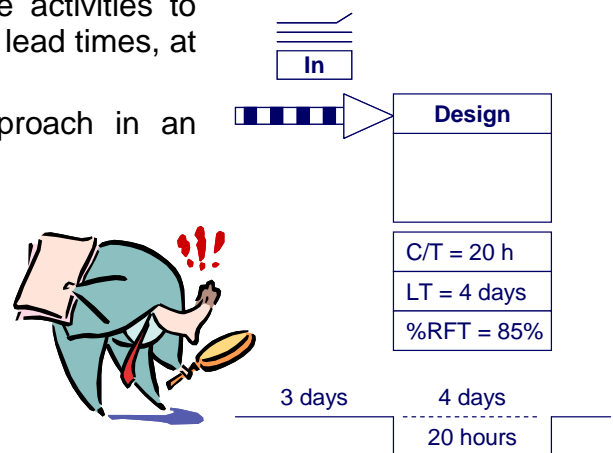 e activities to
lead times, at
proach in an
In
Design
C/T = 20 h
LT = 4 days
%RFT = 85%
3 days
4 days
20 hours